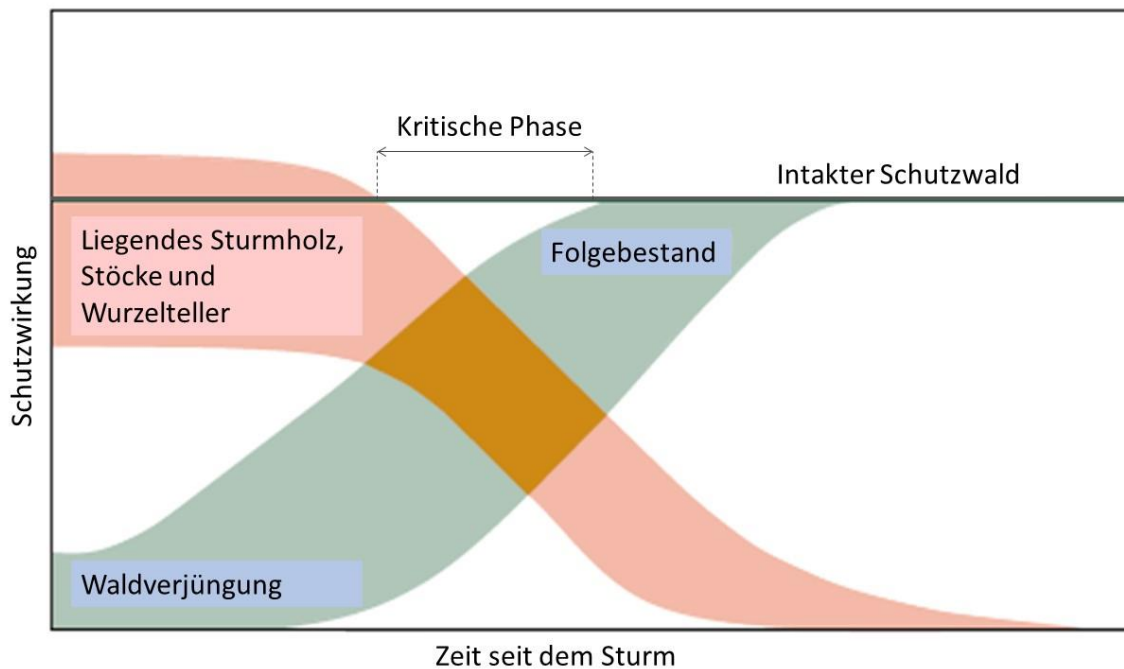 Kritische Phase
Intakter Schutzwald
Liegendes Sturmholz,
Stöcke und
Wurzelteller
Folgebestand
Schutzwirkung
Waldverjüngung
Zeit seit dem Sturm